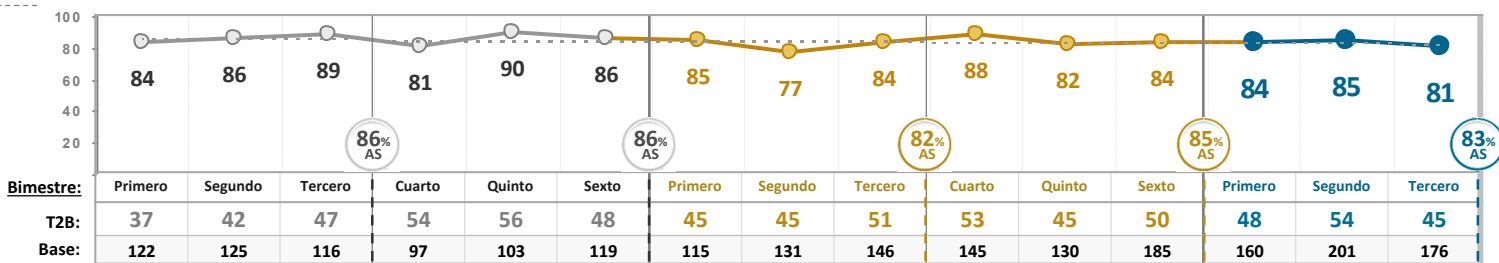 100
80
60
40
20
84 86 89 81 90 86 85 77 84 88 82 84 84 85 81
86% AS 86% AS 82% AS 85% AS 83% AS
Bimestre: Primero Segundo Tercero Cuarto Quinto Sexto Primero Segundo Tercero Cuarto Quinto Sexto Primero Segundo Tercero
T2B: 37 42 47 54 56 48 45 45 51 53 45 50 48 54 45
Base: 122 125 116 97 103 119 115 131 146 145 130 185 160 201 176